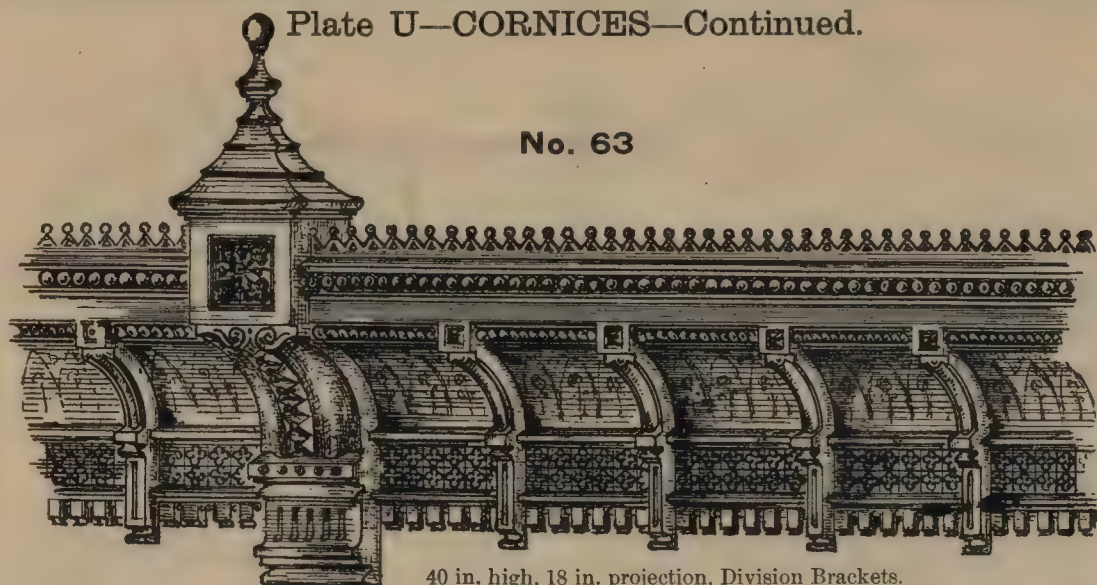 Plate U—CORNICES—Continued.
No. 63
40 in. high, 18 in. projection, Division Brackets.